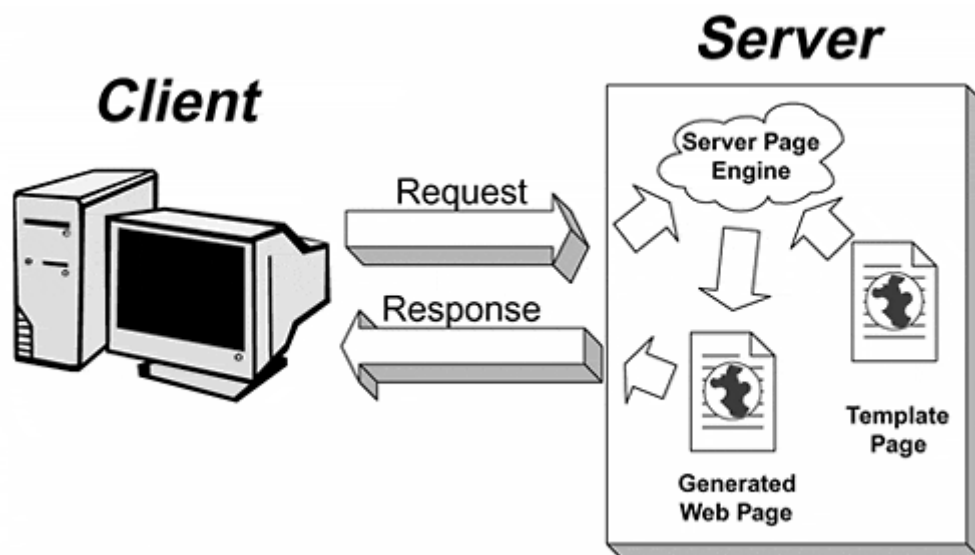 Server
Client
Server Page
Engine
Request
Response
Template
Page
Generated
Web Page